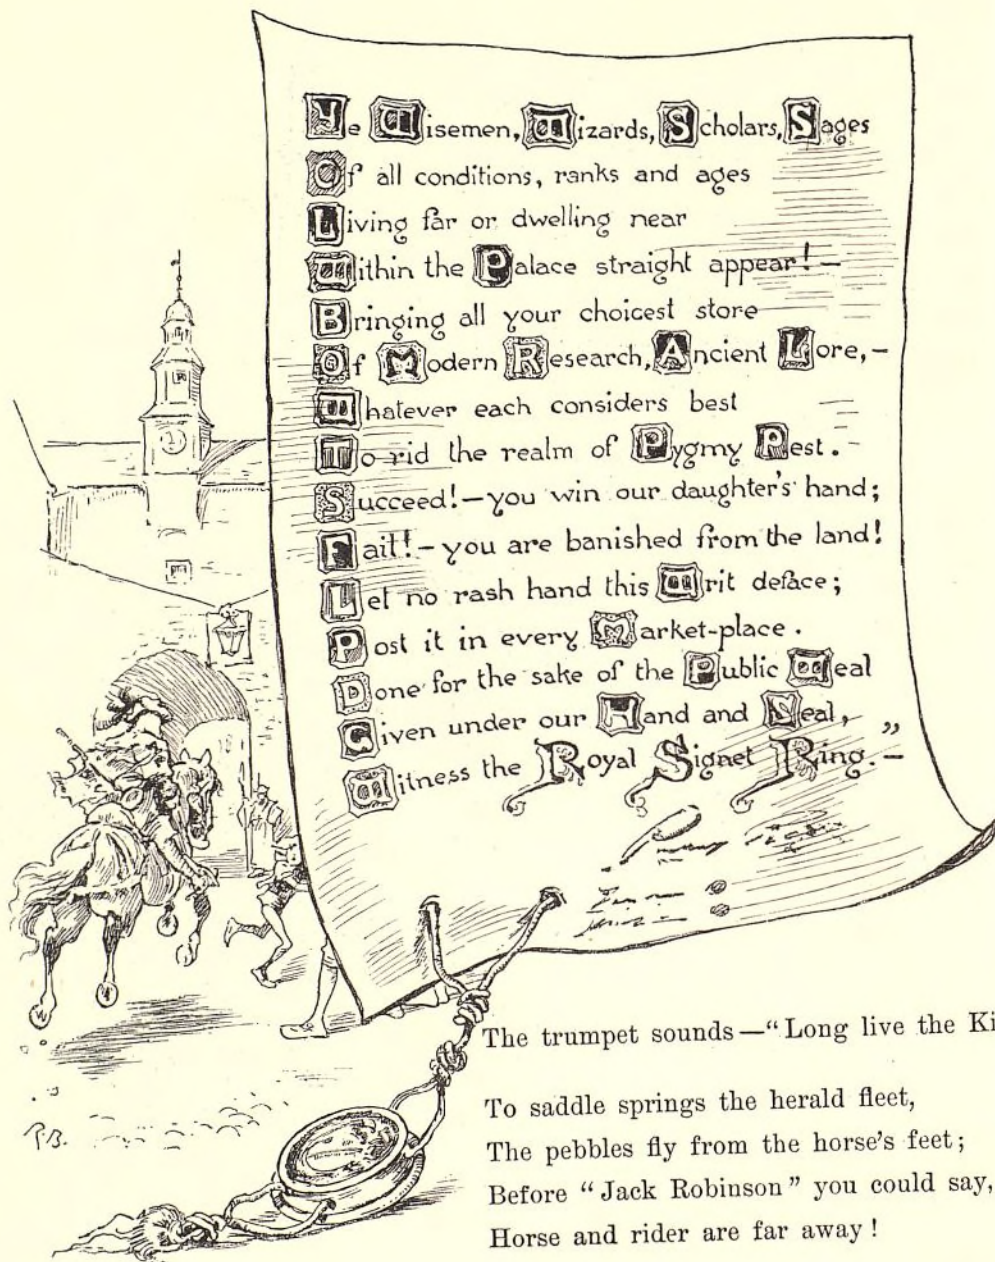 Ye Wisemen, Wizards, Scholars, Sages
Of all conditions, ranks and ages
Living far or dwelling near
Within the Palace straight appear!—
Bringing all your choicest store
Of Modern Research, Ancient Lore,—
Whatever each considers best
To rid the realm of Pygmy Pest.
Succeed!—you win our daughter's hand;
Fail!—you are banished from the land!
Let no rash hand this Writ deface;
Post it in every Market-place.
Done for the sake of the Public Weal
Given under our Hand and Seal,
Witness the Royal Signet Ring."—
The trumpet sounds—"Long live the Ki
To saddle springs the herald fleet,
The pebbles fly from the horse's feet;
Before "Jack Robinson" you could say,
Horse and rider are far away!
R.B.